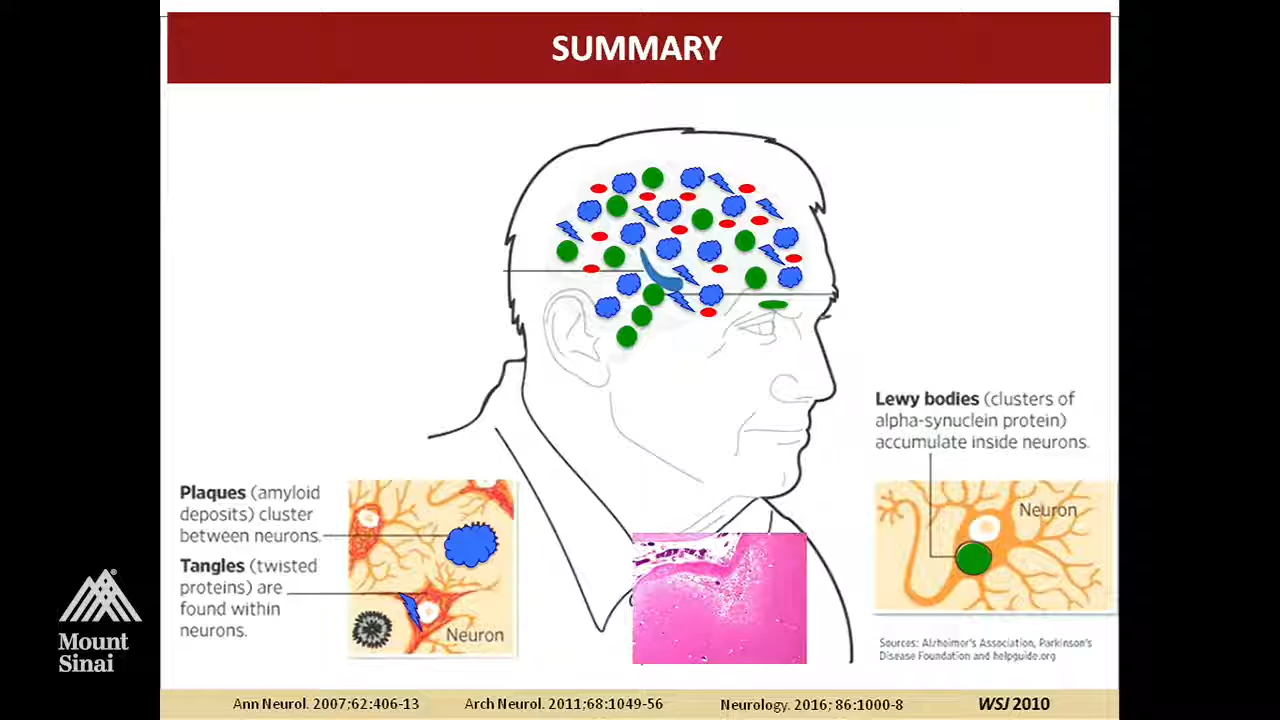 SUMMARY
Lewy bodies (clusters of
alpha-synuclein protein)
accumulate inside neurons.
Neuron
Plaques (amyloid
deposits) cluster
between neurons.
Tangles (twisted
proteins) are
found within
neurons.
Neuron
Sources: Alzheimer's Association, Parkinson's
Disease Foundation and helpguide.org
Mount
Sinai
Ann Neurol. 2007;62:406-13
Arch Neurol. 2011;68:1049-56
Neurology. 2016; 86:1000-8
WSJ 2010